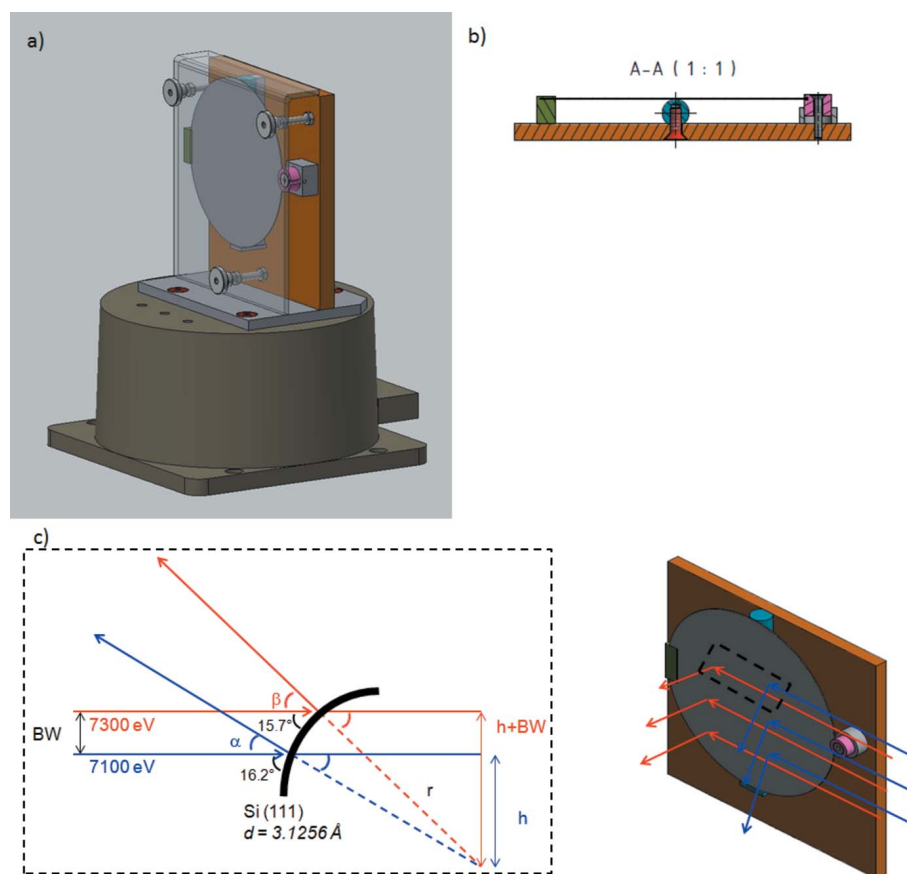 a)
b)
A-A ( 1 : 1 )
c)
β
15.7°
h+BW
BW
7300 eV
α
7100 eV
16.2°
r
h
Si (111)
d = 3.1256 Å